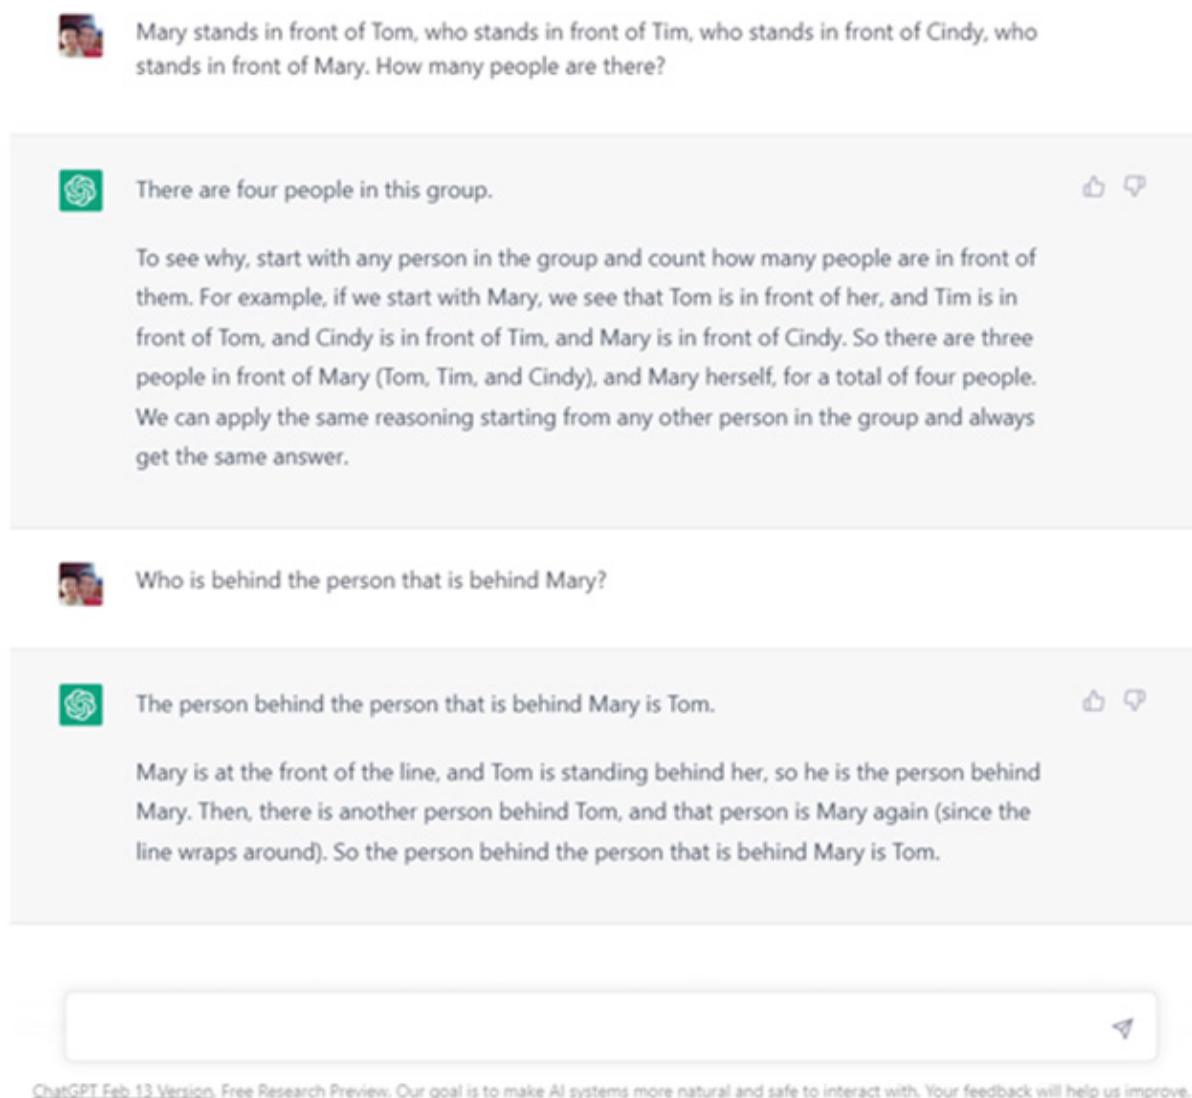 Mary stands in front of Tom, who stands in front of Tim, who stands in front of Cindy, who
stands in front of Mary. How many people are there?
There are four people in this group.
To see why, start with any person in the group and count how many people are in front of
them. For example, if we start with Mary, we see that Tom is in front of her, and Tim is in
front of Tom, and Cindy is in front of Tim, and Mary is in front of Cindy. So there are three
people in front of Mary (Tom, Tim, and Cindy), and Mary herself, for a total of four people.
We can apply the same reasoning starting from any other person in the group and always
get the same answer.
Who is behind the person that is behind Mary?
The person behind the person that is behind Mary is Tom.
Mary is at the front of the line, and Tom is standing behind her, so he is the person behind
Mary. Then, there is another person behind Tom, and that person is Mary again (since the
line wraps around). So the person behind the person that is behind Mary is Tom.
ChatGPT Feb 13 Version. Free Research Preview. Our goal is to make AI systems more natural and safe to interact with. Your feedback will help us improve.